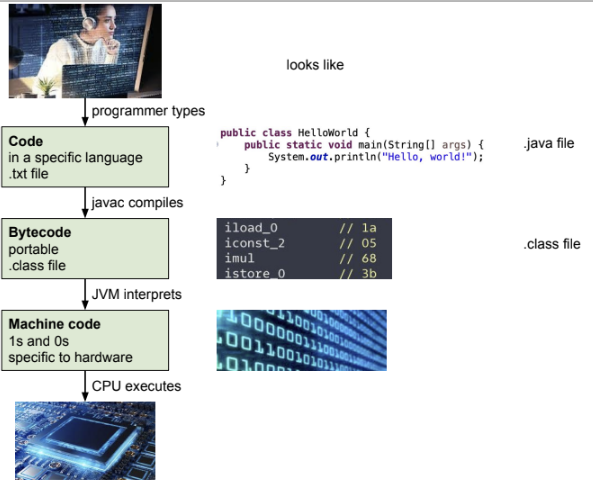 looks like
programmer types
Code
in a specific language
.txt file
public class HelloWorld {
public static void main(String[] args) {
System.out.println("Hello, world!");
}
}
.java file
javac compiles
Bytecode
portable
.class file
iload_0 // 1a
iconst_2 // 05
imul // 68
istore_0 // 3b
.class file
JVM interprets
Machine code
1s and 0s
specific to hardware
CPU executes